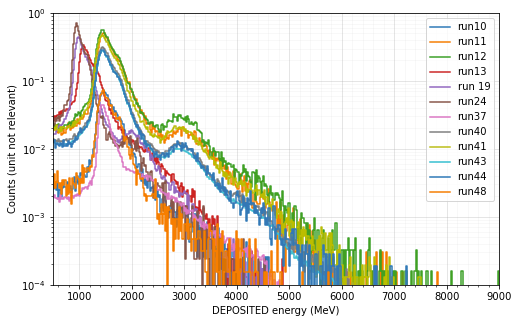 10⁰
10⁻¹
10⁻²
10⁻³
10⁻⁴
Counts (unit not relevant)
1000 2000 3000 4000 5000 6000 7000 8000 9000
DEPOSITED energy (MeV)
run10
run11
run12
run13
run 19
run24
run37
run40
run41
run43
run44
run48